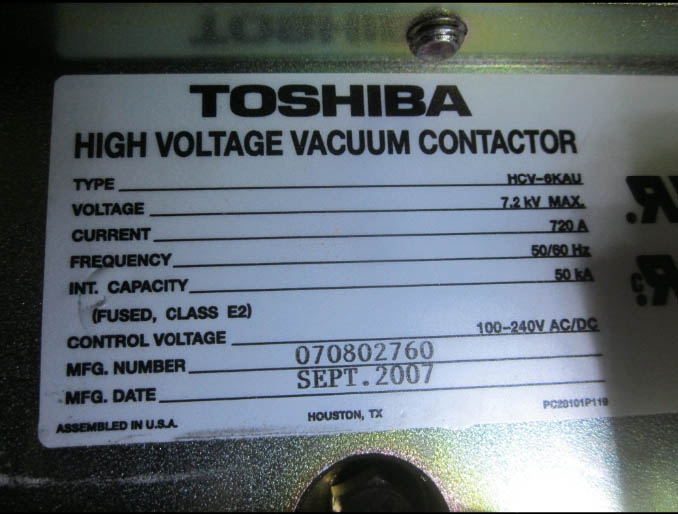 TOSHIBA
HIGH VOLTAGE VACUUM CONTACTOR
TYPE HCV-6KAU
VOLTAGE 7.2 kV MAX.
CURRENT 720 A
FREQUENCY 50/60 Hz
INT. CAPACITY 50 kA
(FUSED, CLASS E2)
CONTROL VOLTAGE 100-240V AC/DC
MFG. NUMBER 070802760
MFG. DATE SEPT.2007
ASSEMBLED IN U.S.A. HOUSTON, TX PC28101P119